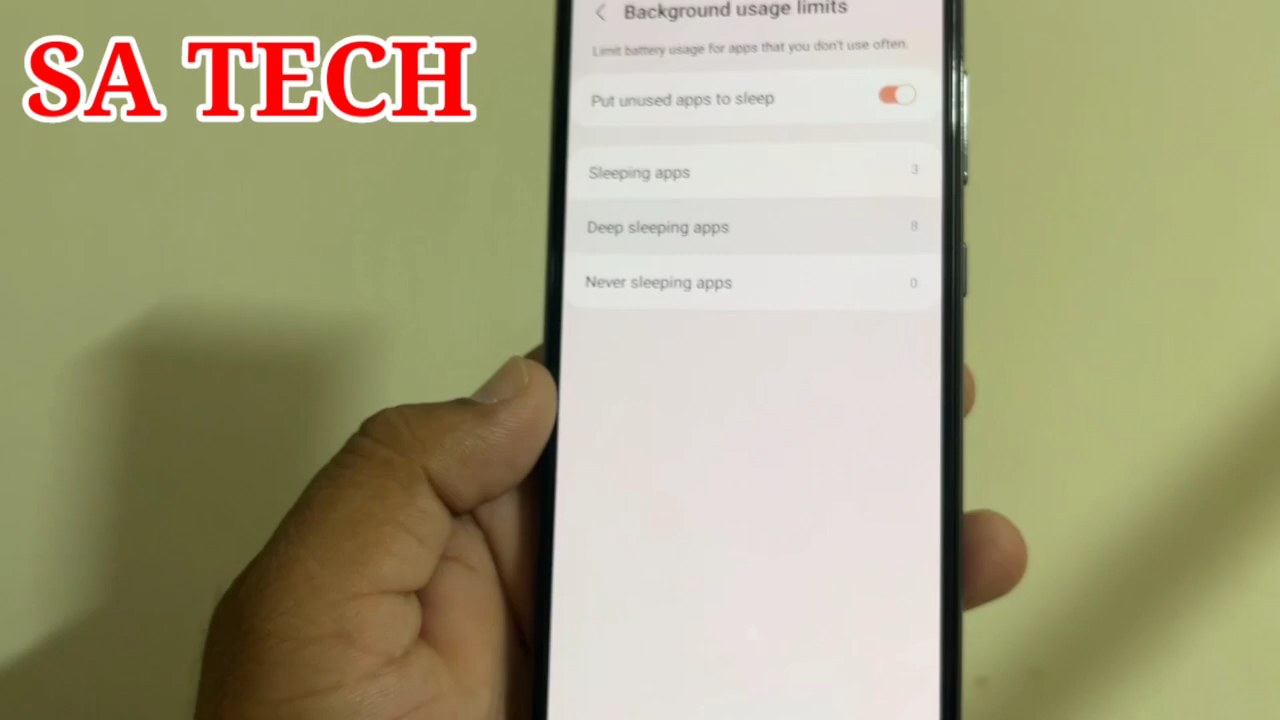 SA TECH
Background usage limits
Limit battery usage for apps that you don't use often.
Put unused apps to sleep
Sleeping apps 3
Deep sleeping apps 8
Never sleeping apps 0